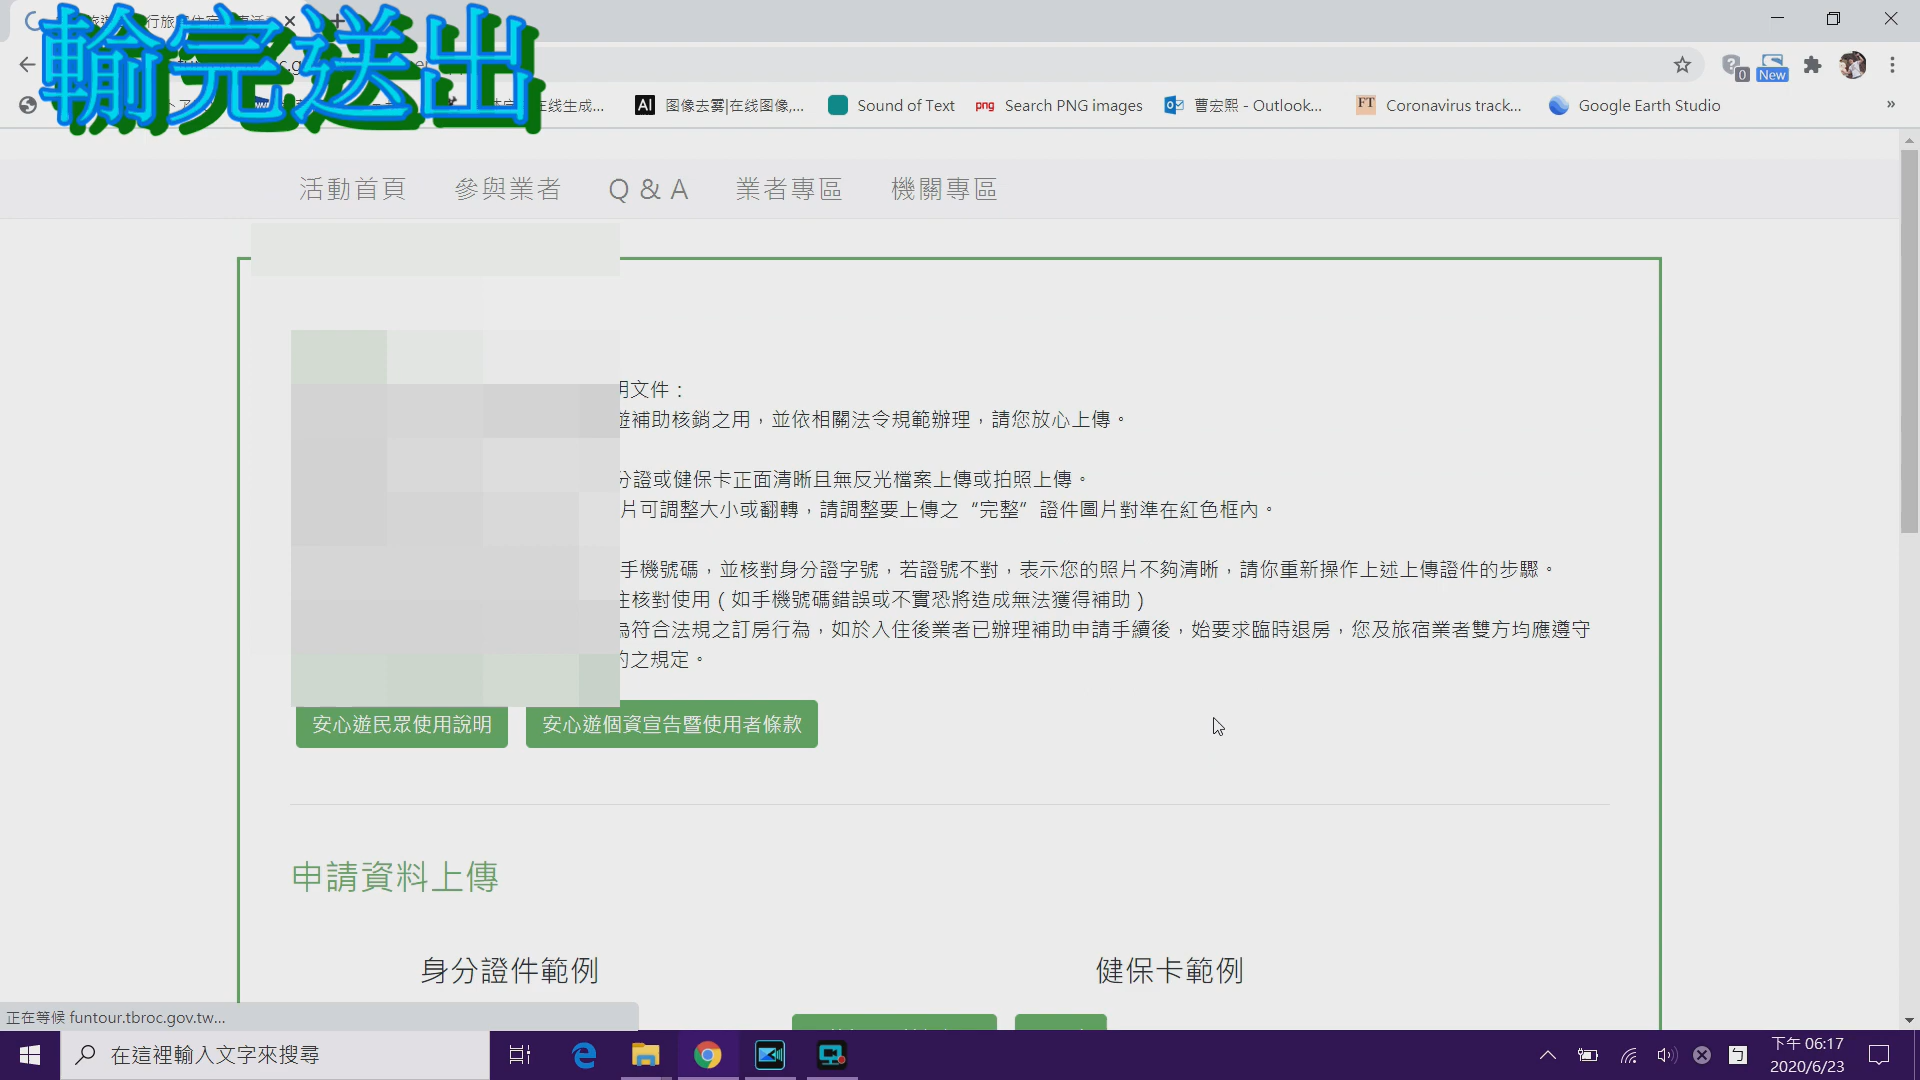 輸完送出
图像去雾|在线图像,...
Sound of Text
Search PNG images
曹宏熙 - Outlook...
Coronavirus track...
Google Earth Studio
New
0
活動首頁
參與業者
Q & A
業者專區
機關專區
明文件：
遊補助核銷之用，並依相關法令規範辦理，請您放心上傳。
分證或健保卡正面清晰且無反光檔案上傳或拍照上傳。
片可調整大小或翻轉，請調整要上傳之“完整”證件圖片對準在紅色框內。
手機號碼，並核對身分證字號，若證號不對，表示您的照片不夠清晰，請你重新操作上述上傳證件的步驟。
住核對使用（如手機號碼錯誤或不實恐將造成無法獲得補助）
為符合法規之訂房行為，如於入住後業者已辦理補助申請手續後，始要求臨時退房，您及旅宿業者雙方均應遵守
約之規定。
安心遊民眾使用說明
安心遊個資宣告暨使用者條款
申請資料上傳
身分證件範例
健保卡範例
正在等候 funtour.tbroc.gov.tw...
在這裡輸入文字來搜尋
下午 06:17
2020/6/23